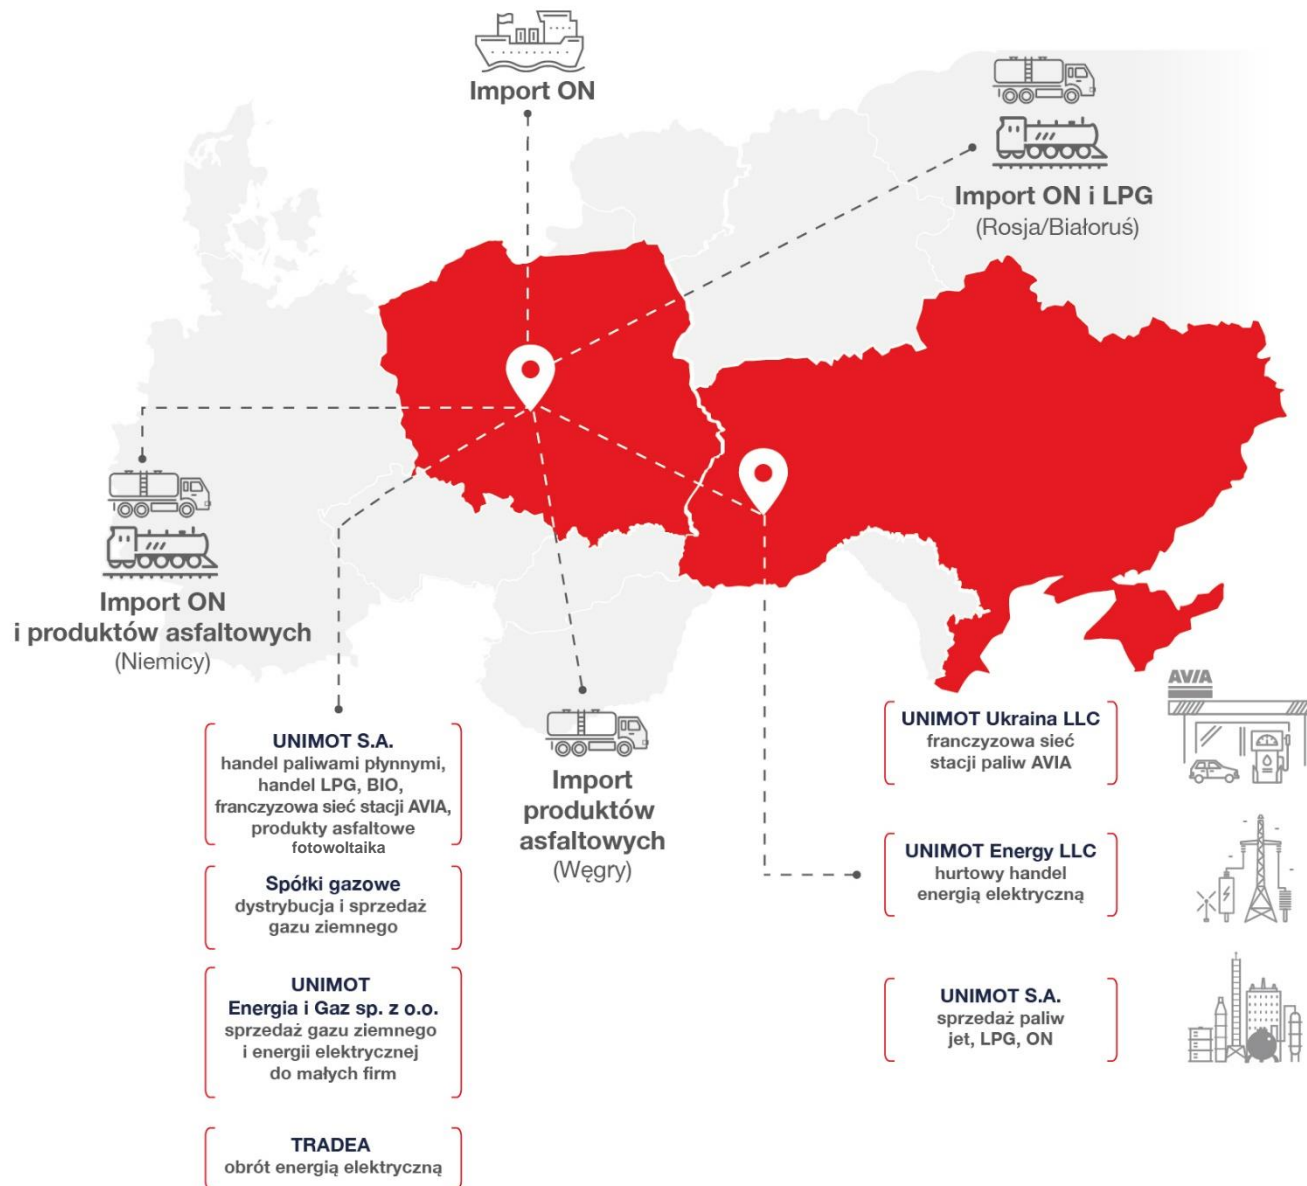 Import ON
Import ON i LPG
(Rosja/Białoruś)
Import ON
i produktów asfaltowych
(Niemicy)
Import
produktów
asfaltowych
(Węgry)
UNIMOT S.A.
handel paliwami płynnymi,
handel LPG, BIO,
franczyzowa sieć stacji AVIA,
produkty asfaltowe
fotowoltaika
Spółki gazowe
dystrybucja i sprzedaż
gazu ziemnego
UNIMOT
Energia i Gaz sp. z o.o.
sprzedaż gazu ziemnego
i energii elektrycznej
do małych firm
TRADEA
obrót energią elektryczną
UNIMOT Ukraina LLC
franczyzowa sieć
stacji paliw AVIA
AVIA
UNIMOT Energy LLC
hurtowy handel
energią elektryczną
UNIMOT S.A.
sprzedaż paliw
jet, LPG, ON